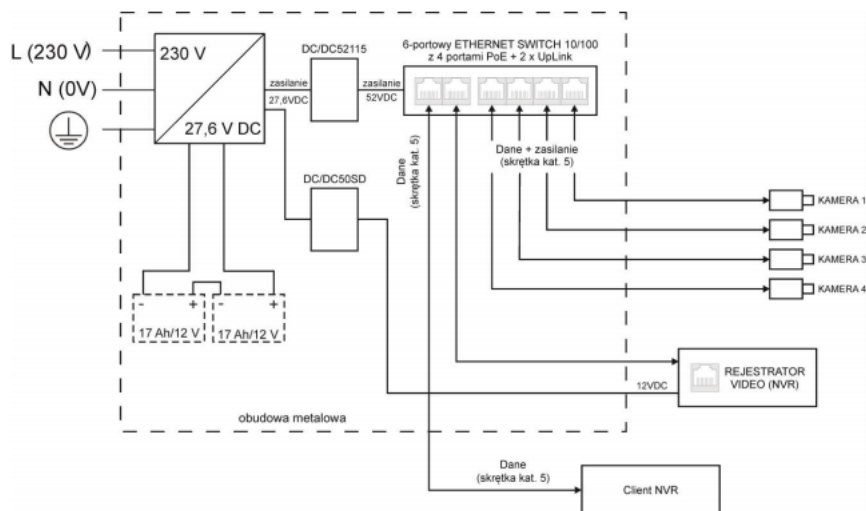 L (230 V)
N (0V)
230 V
27,6 V DC
zasilanie
27,6VDC
DC/DC52115
zasilanie
52VDC
6-portowy ETHERNET SWITCH 10/100
z 4 portami PoE + 2 x UpLink
Dane
(skrętka kat. 5)
Dane + zasilanie
(skrętka kat. 5)
DC/DC50SD
KAMERA 1
KAMERA 2
KAMERA 3
KAMERA 4
- +
17 Ah/12 V
- +
17 Ah/12 V
REJESTRATOR
VIDEO (NVR)
12VDC
obudowa metalowa
Dane
(skrętka kat. 5)
Client NVR